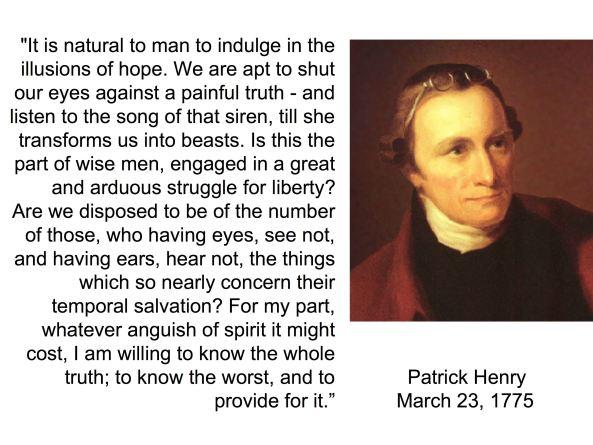 "It is natural to man to indulge in the
illusions of hope. We are apt to shut
our eyes against a painful truth - and
listen to the song of that siren, till she
transforms us into beasts. Is this the
part of wise men, engaged in a great
and arduous struggle for liberty?
Are we disposed to be of the number
of those, who having eyes, see not,
and having ears, hear not, the things
which so nearly concern their
temporal salvation? For my part,
whatever anguish of spirit it might
cost, I am willing to know the whole
truth; to know the worst, and to
provide for it.”
Patrick Henry
March 23, 1775